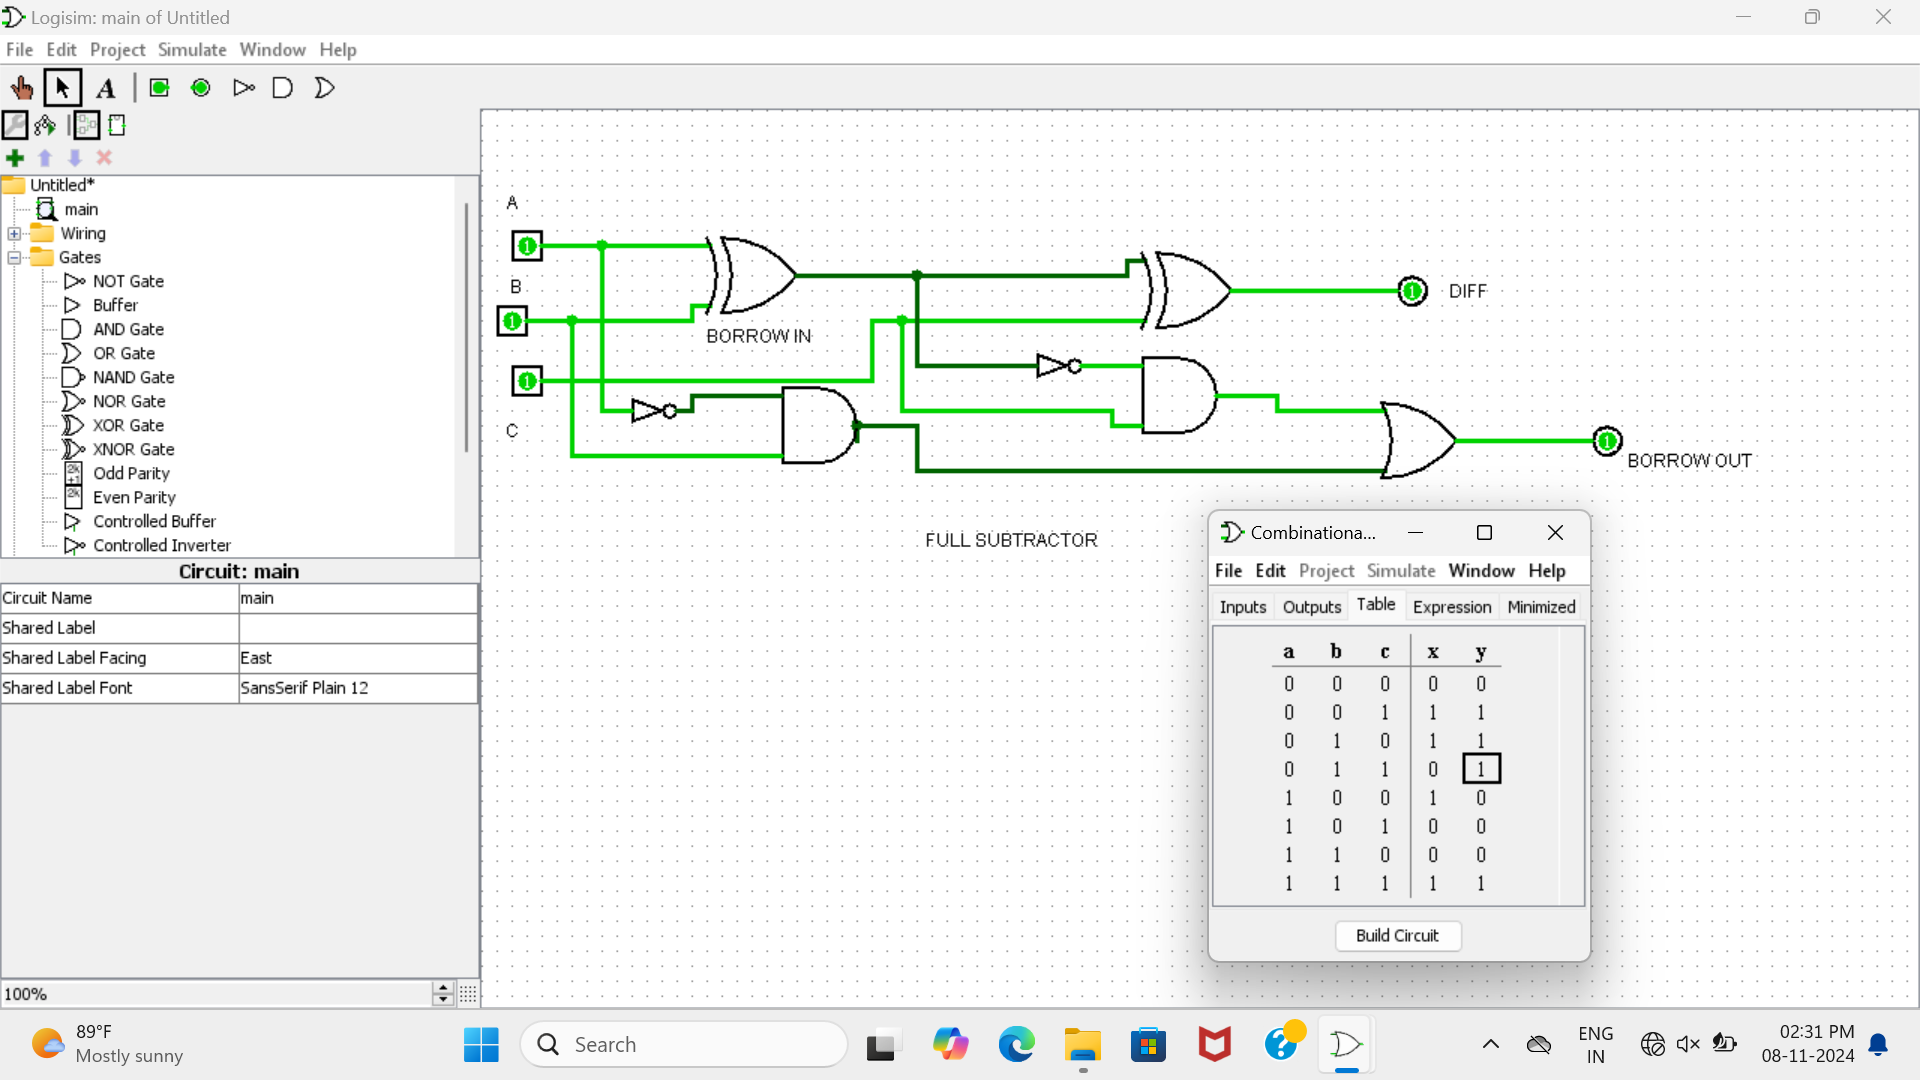 Logisim: main of Untitled
File Edit Project Simulate Window Help
A
Untitled*
main
Wiring
Gates
NOT Gate
Buffer
AND Gate
OR Gate
NAND Gate
NOR Gate
XOR Gate
XNOR Gate
Odd Parity
Even Parity
Controlled Buffer
Controlled Inverter
Circuit: main
Circuit Name main
Shared Label
Shared Label Facing East
Shared Label Font SansSerif Plain 12
100%
A
1
B
1
BORROW IN
1
C
1 DIFF
1 BORROW OUT
FULL SUBTRACTOR
Combinationa...
File Edit Project Simulate Window Help
Inputs Outputs Table Expression Minimized
a b c x y
0 0 0 0 0
0 0 1 1 1
0 1 0 1 1
0 1 1 0 1
1 0 0 1 0
1 0 1 0 0
1 1 0 0 0
1 1 1 1 1
Build Circuit
89°F
Mostly sunny
Search
ENG
IN
02:31 PM
08-11-2024